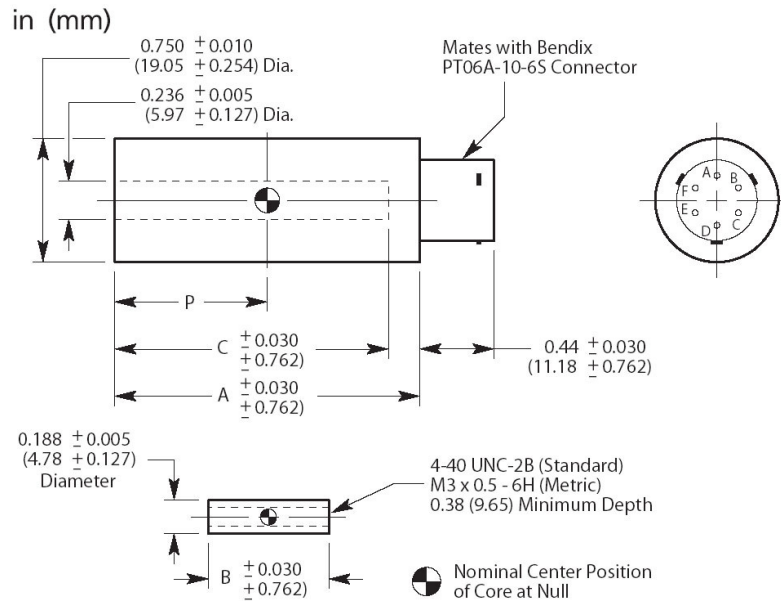 in (mm)
0.750 ± 0.010
(19.05 ± 0.254) Dia.
0.236 ± 0.005
(5.97 ± 0.127) Dia.
Mates with Bendix
PT06A-10-6S Connector
A
B
F
E
C
D
P
C ± 0.030
± 0.762)
A ± 0.030
± 0.762)
0.44 ± 0.030
(11.18 ± 0.762)
0.188 ± 0.005
(4.78 ± 0.127)
Diameter
4-40 UNC-2B (Standard)
M3 x 0.5 - 6H (Metric)
0.38 (9.65) Minimum Depth
B ± 0.030
± 0.762)
Nominal Center Position
of Core at Null